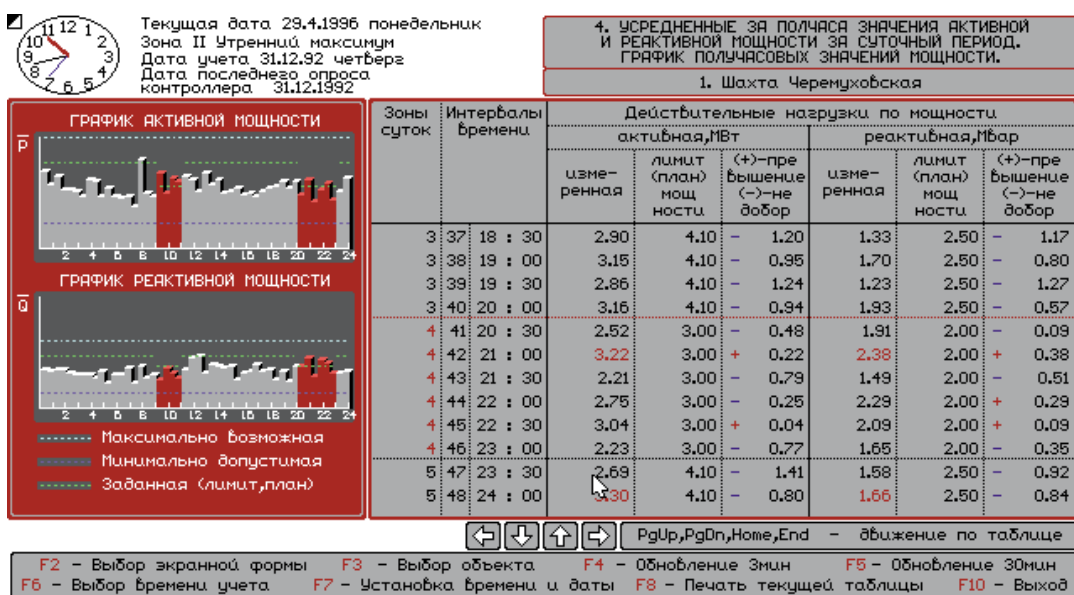 Текущая дата 29.4.1996 понедельник
Зона II Утренний максимум
Дата учета 31.12.92 четверг
Дата последнего опроса
контроллера 31.12.1992
12 1 2 3 4 5 6 7 8 9 10 11
4. УСРЕДНЕННЫЕ ЗА ПОЛЧАСА ЗНАЧЕНИЯ АКТИВНОЙ
И РЕАКТИВНОЙ МОЩНОСТИ ЗА СУТОЧНЫЙ ПЕРИОД.
ГРАФИК ПОЛУЧАСОВЫХ ЗНАЧЕНИЙ МОЩНОСТИ.
1. Шахта Черемуховская
ГРАФИК АКТИВНОЙ МОЩНОСТИ
P
2 4 6 8 10 12 14 16 18 20 22 24
ГРАФИК РЕАКТИВНОЙ МОЩНОСТИ
Q
2 4 6 8 10 12 14 16 18 20 22 24
Максимально возможная
Минимально допустимая
Заданная (лимит,план)
Зоны суток Интервалы времени Действительные нагрузки по мощности
активная,МВт реактивная,Мвар
изме-ренная лимит (план) мощ ности (+)-пре вышение (-)-не добор изме-ренная лимит (план) мощ ности (+)-пре вышение (-)-не добор
3 37 18 : 30 2.90 4.10 - 1.20 1.33 2.50 - 1.17
3 38 19 : 00 3.15 4.10 - 0.95 1.70 2.50 - 0.80
3 39 19 : 30 2.86 4.10 - 1.24 1.23 2.50 - 1.27
3 40 20 : 00 3.16 4.10 - 0.94 1.93 2.50 - 0.57
4 41 20 : 30 2.52 3.00 - 0.48 1.91 2.00 - 0.09
4 42 21 : 00 3.22 3.00 + 0.22 2.38 2.00 + 0.38
4 43 21 : 30 2.21 3.00 - 0.79 1.49 2.00 - 0.51
4 44 22 : 00 2.75 3.00 - 0.25 2.29 2.00 + 0.29
4 45 22 : 30 3.04 3.00 + 0.04 2.09 2.00 + 0.09
4 46 23 : 00 2.23 3.00 - 0.77 1.65 2.00 - 0.35
5 47 23 : 30 2.69 4.10 - 1.41 1.58 2.50 - 0.92
5 48 24 : 00 .30 4.10 - 0.80 1.66 2.50 - 0.84
PgUp,PgDn,Home,End - движение по таблице
F2 - Выбор экранной формы F3 - Выбор объекта F4 - Обновление 3мин F5 - Обновление 30мин
F6 - Выбор времени учета F7 - Установка времени и даты F8 - Печать текущей таблицы F10 - Выход